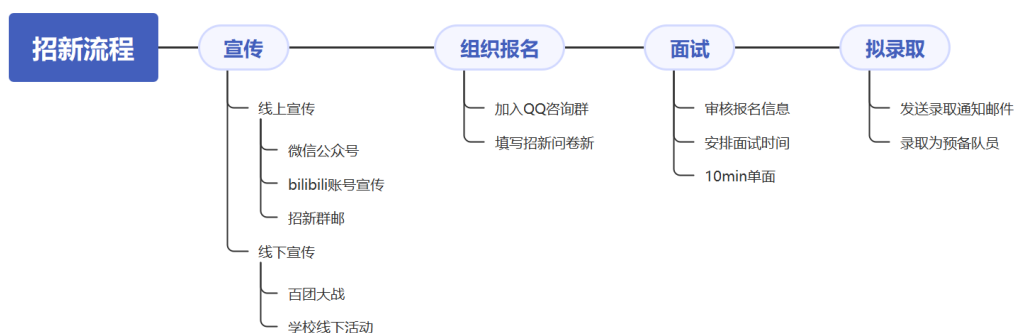 招新流程
宣传
组织报名
面试
拟录取
线上宣传
微信公众号
bilibili账号宣传
招新群邮
线下宣传
百团大战
学校线下活动
加入QQ咨询群
填写招新问卷新
审核报名信息
安排面试时间
10min单面
发送录取通知邮件
录取为预备队员